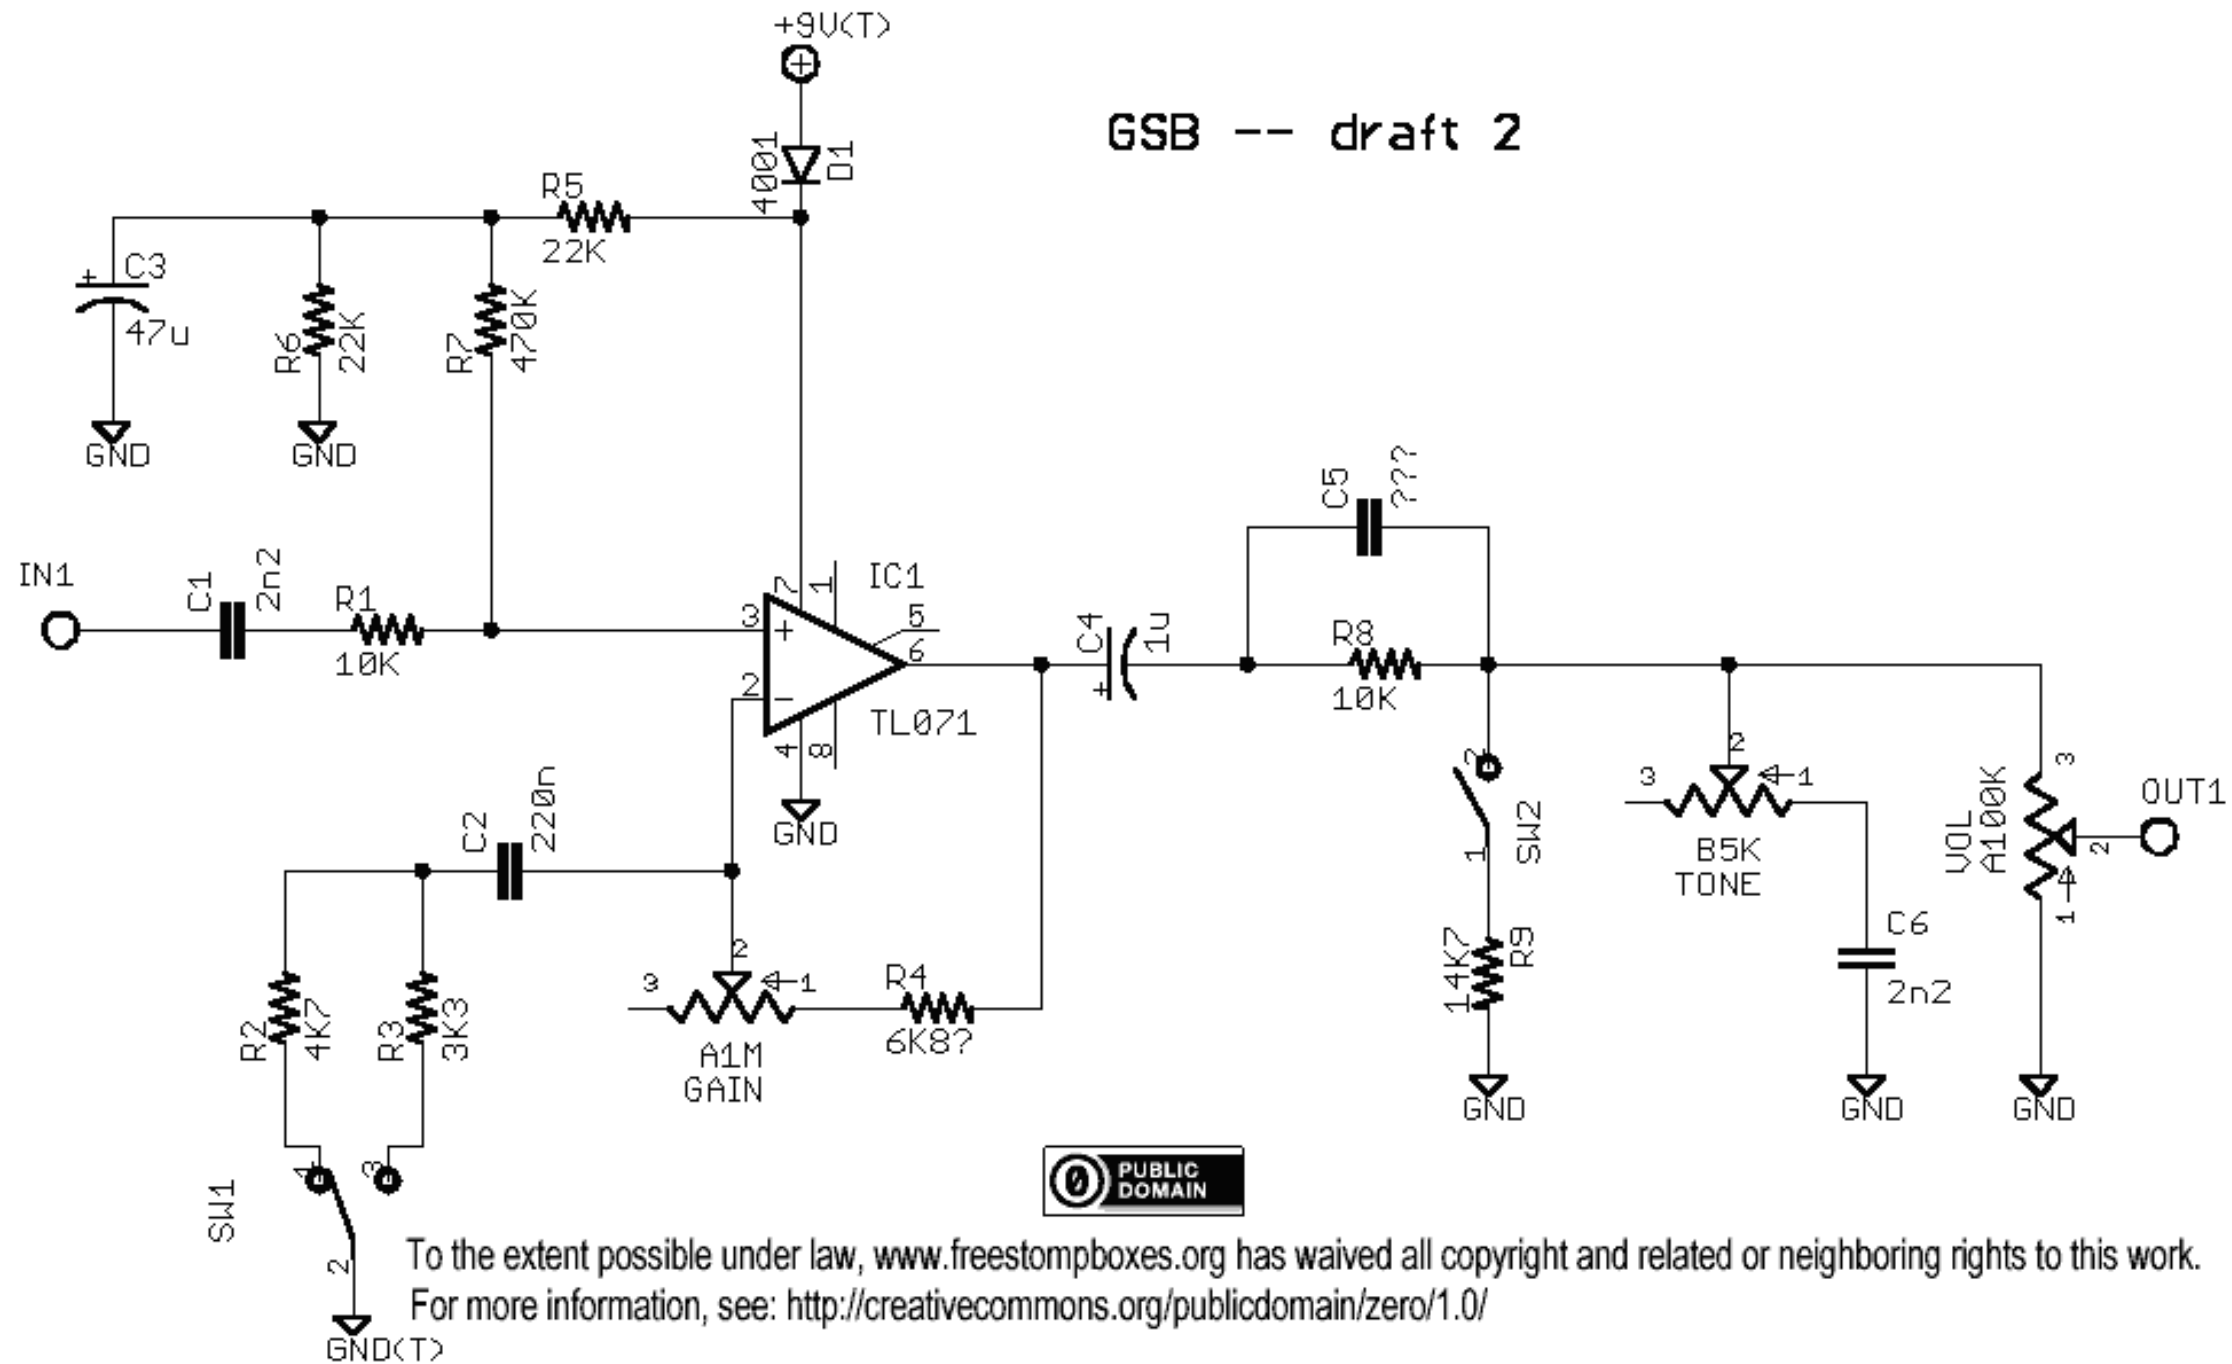 +9V(T)
GSB -- draft 2
4001
D1
R5
22K
+
C3
47u
R6
22K
R7
470K
GND
GND
C5
???
IN1
C1
2n2
R1
10K
7
1
IC1
3
+
5
6
2
-
TL071
4
8
GND
C4
1u
+
R8
10K
2
SW2
1
14K7
R9
GND
2
3
1
B5K
TONE
C6
2n2
GND
3
VOL
A100K
2
OUT1
1
GND
C2
220n
R2
4K7
R3
3K3
2
3
1
R4
6K8?
A1M
GAIN
1
3
SW1
2
GND(T)
0 PUBLIC
DOMAIN
To the extent possible under law, www.freestompboxes.org has waived all copyright and related or neighboring rights to this work.
For more information, see: http://creativecommons.org/publicdomain/zero/1.0/